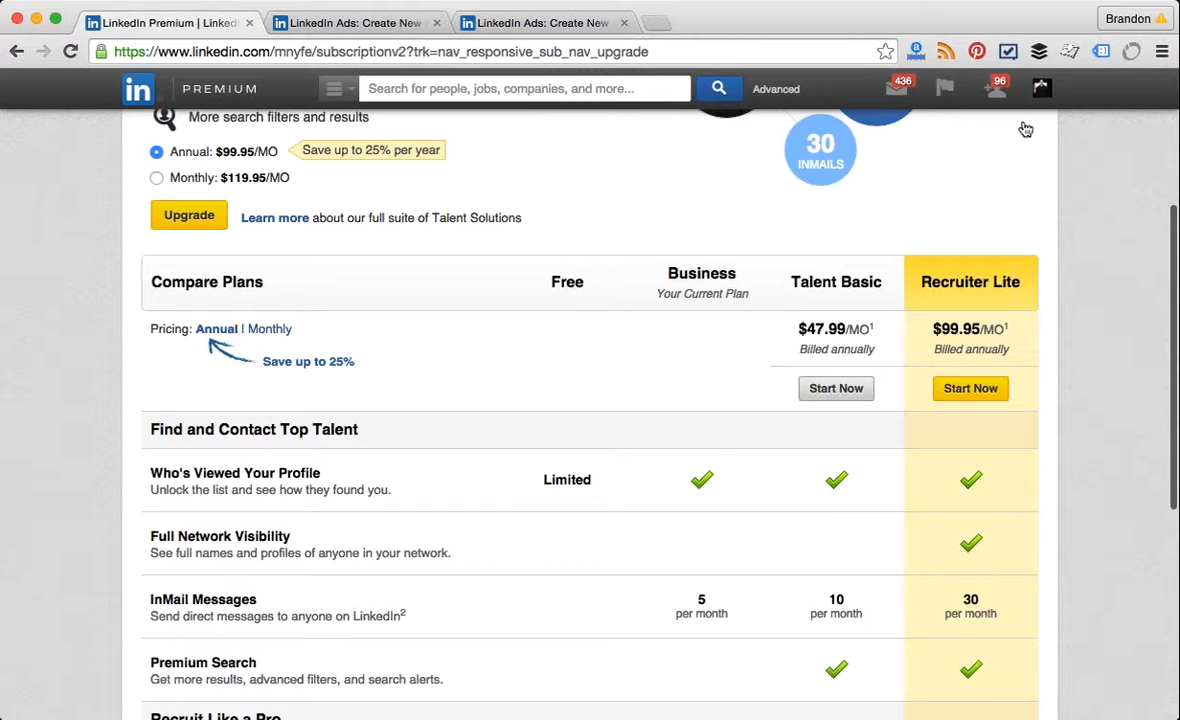 LinkedIn Premium | Linked
LinkedIn Ads: Create New
LinkedIn Ads: Create New
Brandon
https://www.linkedin.com/mnyfe/subscriptionv2?trk=nav_responsive_sub_nav_upgrade
in PREMIUM
Search for people, jobs, companies, and more...
Advanced
436
96
More search filters and results
Annual: $99.95/MO
Save up to 25% per year
Monthly: $119.95/MO
30
INMAILS
Upgrade
Learn more about our full suite of Talent Solutions
Compare Plans
Free
Business
Your Current Plan
Talent Basic
Recruiter Lite
Pricing: Annual | Monthly
Save up to 25%
$47.99/MO1
Billed annually
$99.95/MO1
Billed annually
Start Now
Start Now
Find and Contact Top Talent
Who's Viewed Your Profile
Unlock the list and see how they found you.
Limited
Full Network Visibility
See full names and profiles of anyone in your network.
InMail Messages
Send direct messages to anyone on LinkedIn2
5
per month
10
per month
30
per month
Premium Search
Get more results, advanced filters, and search alerts.
Recruit Like a Pro